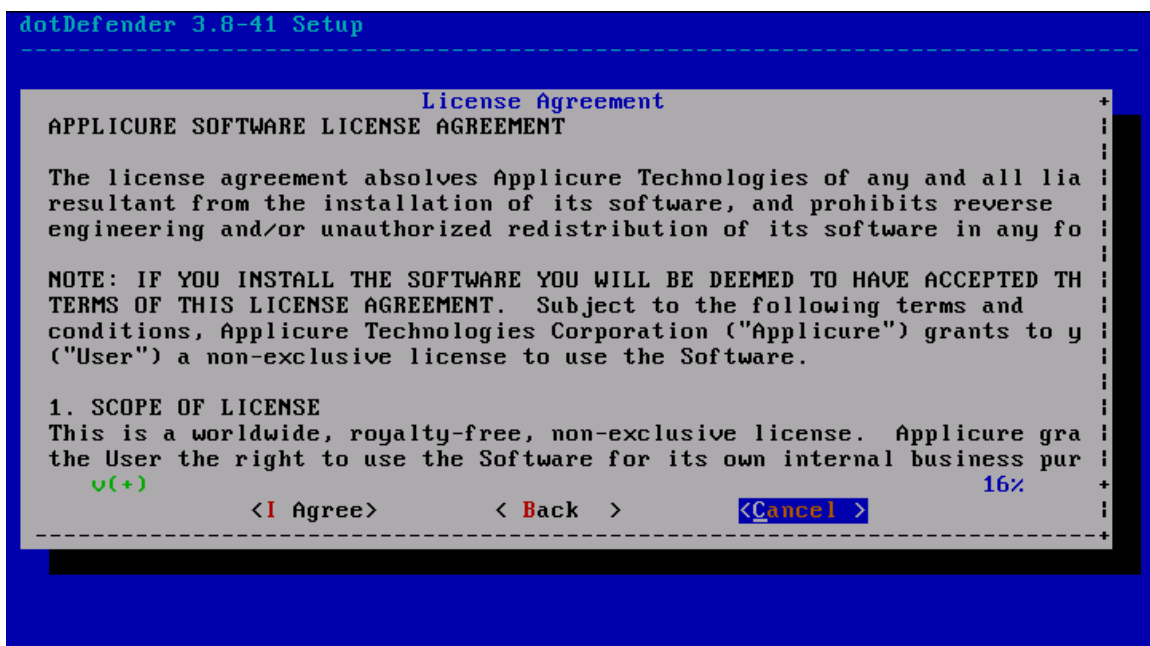 dotDefender 3.8-41 Setup
License Agreement
APPLICURE SOFTWARE LICENSE AGREEMENT
The license agreement absolves Applicure Technologies of any and all lia
resultant from the installation of its software, and prohibits reverse
engineering and/or unauthorized redistribution of its software in any fo
NOTE: IF YOU INSTALL THE SOFTWARE YOU WILL BE DEEMED TO HAVE ACCEPTED TH
TERMS OF THIS LICENSE AGREEMENT.  Subject to the following terms and
conditions, Applicure Technologies Corporation ("Applicure") grants to y
("User") a non-exclusive license to use the Software.
1. SCOPE OF LICENSE
This is a worldwide, royalty-free, non-exclusive license.  Applicure gra
the User the right to use the Software for its own internal business pur
v(+) 16%
<I Agree> < Back > <Cancel >